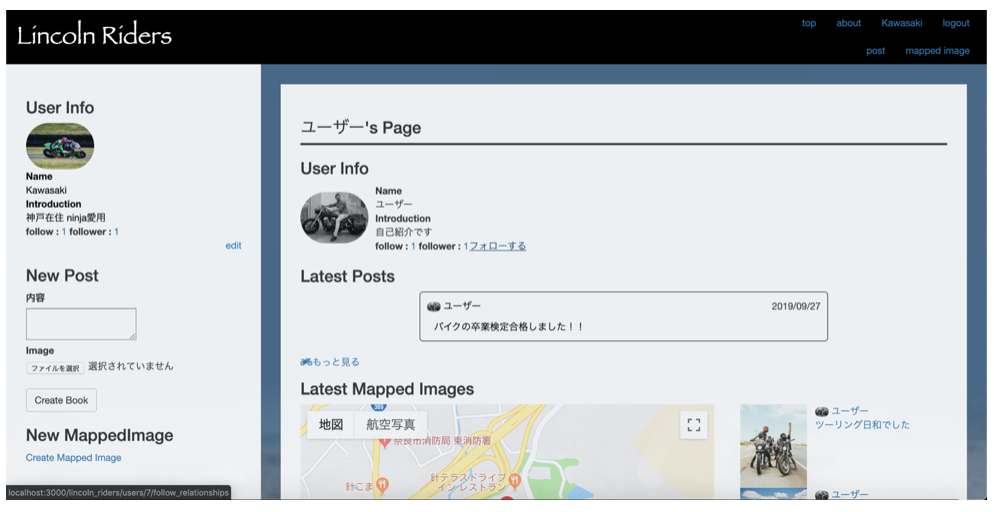 Lincoln Riders
top about Kawasaki logout
post mapped image
User Info
Name
Kawasaki
Introduction
神戸在住 ninja愛用
follow : 1 follower : 1
edit
New Post
内容
Image
ファイルを選択 選択されていません
Create Book
New MappedImage
Create Mapped Image
localhost:3000/lincoln_riders/users/7/follow_relationships
ユーザー's Page
User Info
Name
ユーザー
Introduction
自己紹介です
follow : 1 follower : 1フォローする
Latest Posts
ユーザー 2019/09/27
バイクの卒業検定合格しました！！
もっと見る
Latest Mapped Images
地図 航空写真
奈良市消防局 東消防署
針テラスドライブ
イン レストラン
針こま
ユーザー
ツーリング日和でした
ユーザー